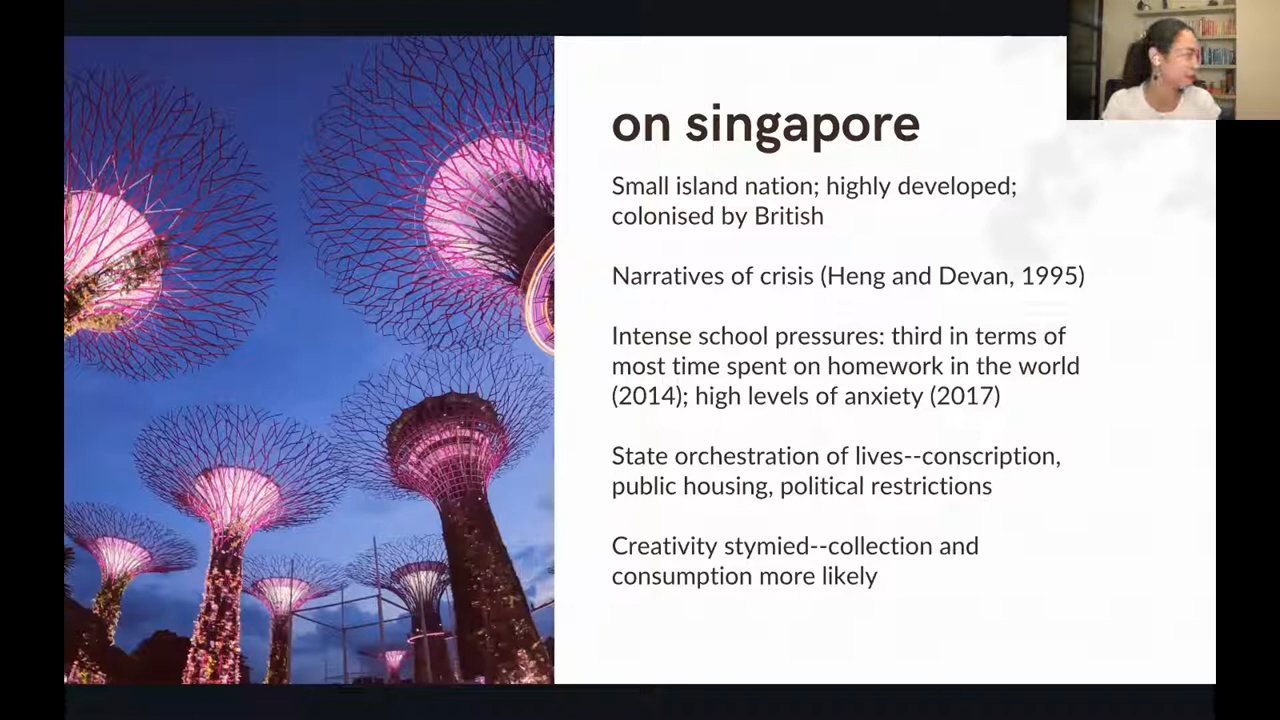 on singapore
Small island nation; highly developed;
colonised by British
Narratives of crisis (Heng and Devan, 1995)
Intense school pressures: third in terms of
most time spent on homework in the world
(2014); high levels of anxiety (2017)
State orchestration of lives--conscription,
public housing, political restrictions
Creativity stymied--collection and
consumption more likely